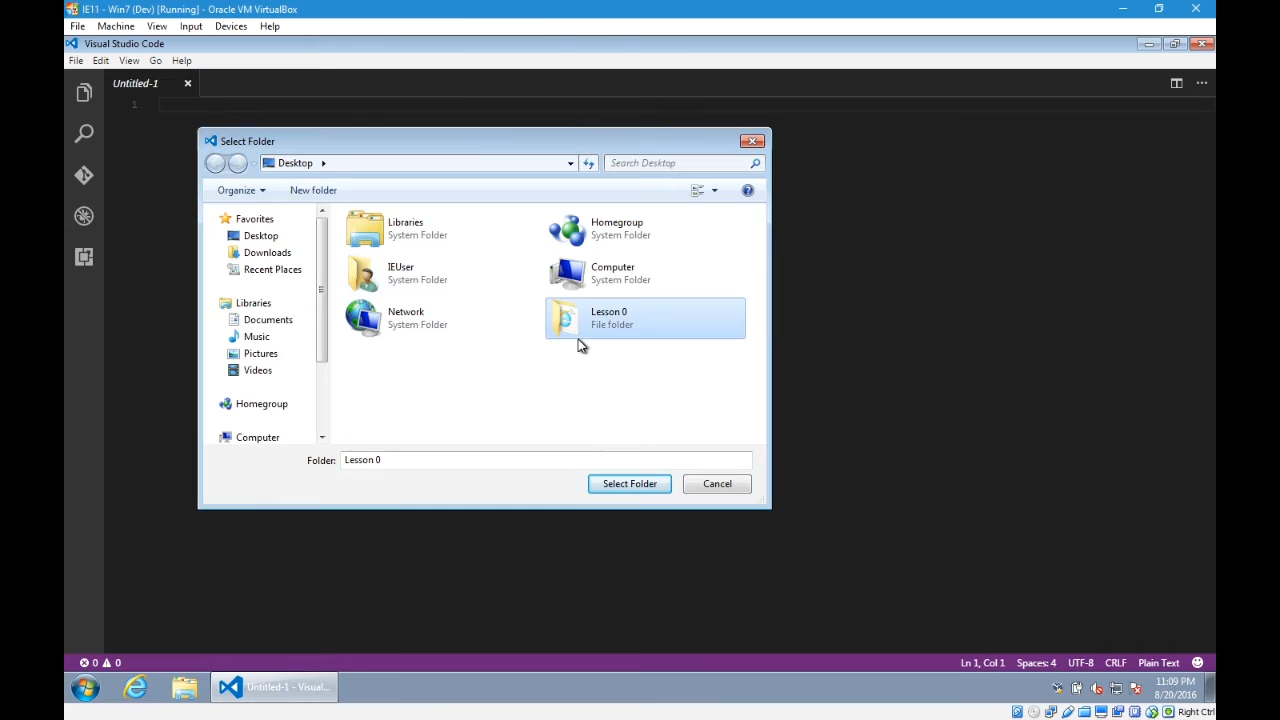 IE11 - Win7 (Dev) [Running] - Oracle VM VirtualBox
File Machine View Input Devices Help
Visual Studio Code
File Edit View Go Help
Untitled-1
1
Select Folder
Desktop
Search Desktop
Organize New folder
Favorites
Desktop
Downloads
Recent Places
Libraries
Documents
Music
Pictures
Videos
Homegroup
Computer
Libraries
System Folder
Homegroup
System Folder
IEUser
System Folder
Computer
System Folder
Network
System Folder
Lesson 0
File folder
Folder: Lesson 0
Select Folder Cancel
0 0 Ln 1, Col 1 Spaces: 4 UTF-8 CRLF Plain Text
Untitled-1 - Visual...
11:09 PM
8/20/2016
Right Ctrl